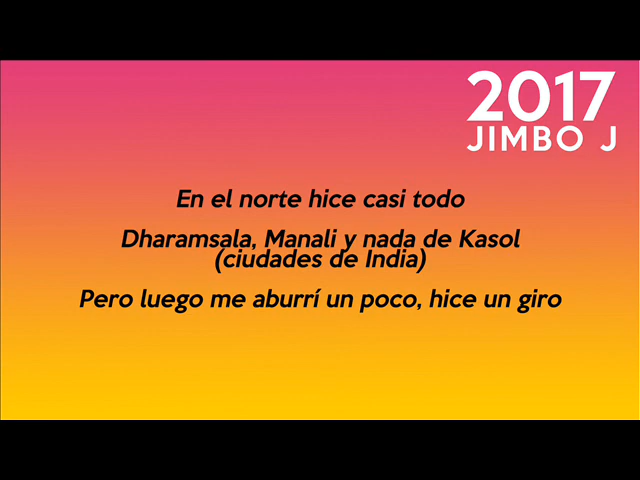 2017
JIMBO J
En el norte hice casi todo
Dharamsala, Manali y nada de Kasol
(ciudades de India)
Pero luego me aburrí un poco, hice un giro